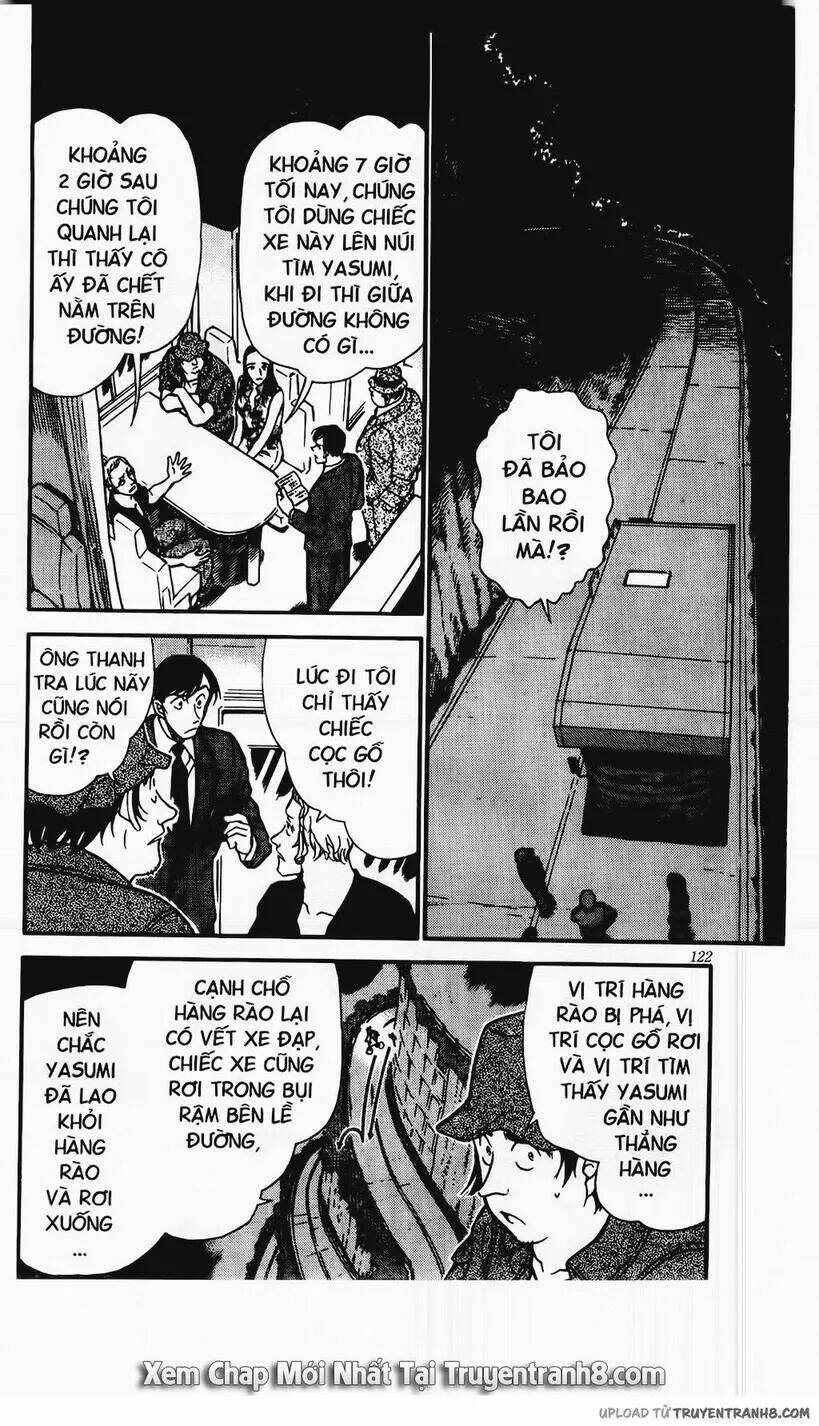 TÔI
ĐÃ BẢO
BAO
LẦN RỒI
MÀ!?
KHOẢNG 7 GIỜ
TỐI NAY, CHÚNG
TÔI DÙNG CHIẾC
XE NÀY LÊN NÚI
TÌM YASUMI,
KHI ĐI THÌ GIỮA
ĐƯỜNG KHÔNG
CÓ GÌ...
KHOẢNG
2 GIỜ SAU
CHÚNG TÔI
QUANH LẠI
THÌ THẤY CÔ
ẤY ĐÃ CHẾT
NẰM TRÊN
ĐƯỜNG!
LÚC ĐI TÔI
CHỈ THẤY
CHIẾC
CỌC GỖ
THÔI!
ÔNG THANH
TRA LÚC NÃY
CŨNG NÓI
RỒI CÒN
GÌ!?
122
VỊ TRÍ HÀNG
RÀO BỊ PHÁ, VỊ
TRÍ CỌC GỖ RƠI
VÀ VỊ TRÍ TÌM
THẤY YASUMI
GẦN NHƯ
THẲNG
HÀNG
...
CẠNH CHỖ
HÀNG RÀO LẠI
CÓ VẾT XE ĐẠP,
CHIẾC XE CŨNG
RƠI TRONG BỤI
RẬM BÊN LỀ
ĐƯỜNG,
NÊN
CHẮC
YASUMI
ĐÃ LAO
KHỎI
HÀNG
RÀO
VÀ RƠI
XUỐNG
...
Xem Chap Mới Nhất Tại Truyentranh8.com
UPLOAD TỪ TRUYENTRANH8.COM